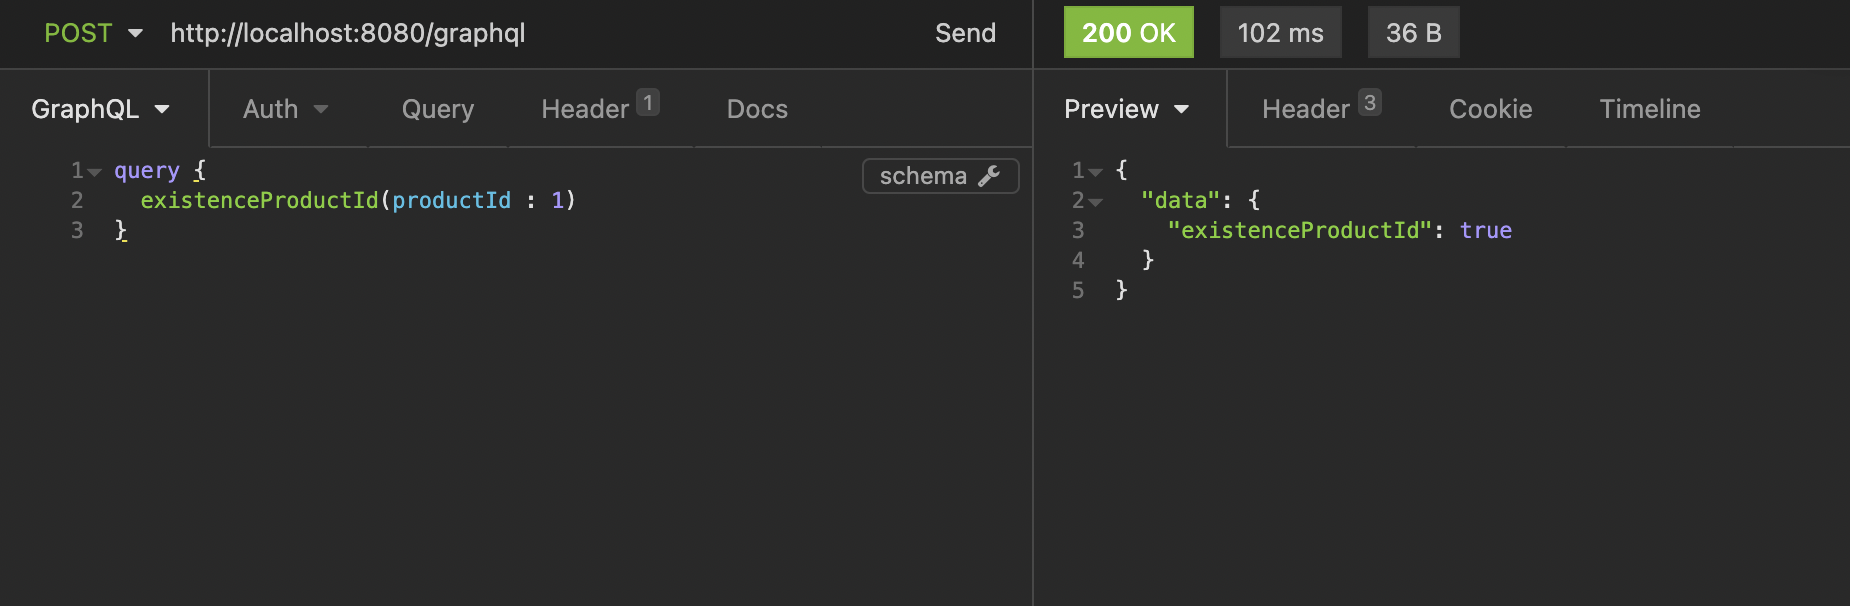 POST http://localhost:8080/graphql Send 200 OK 102 ms 36 B
GraphQL Auth Query Header 1 Docs Preview Header 3 Cookie Timeline
schema
1 query {
2 existenceProductId(productId : 1)
3 }
1 {
2 "data": {
3 "existenceProductId": true
4 }
5 }